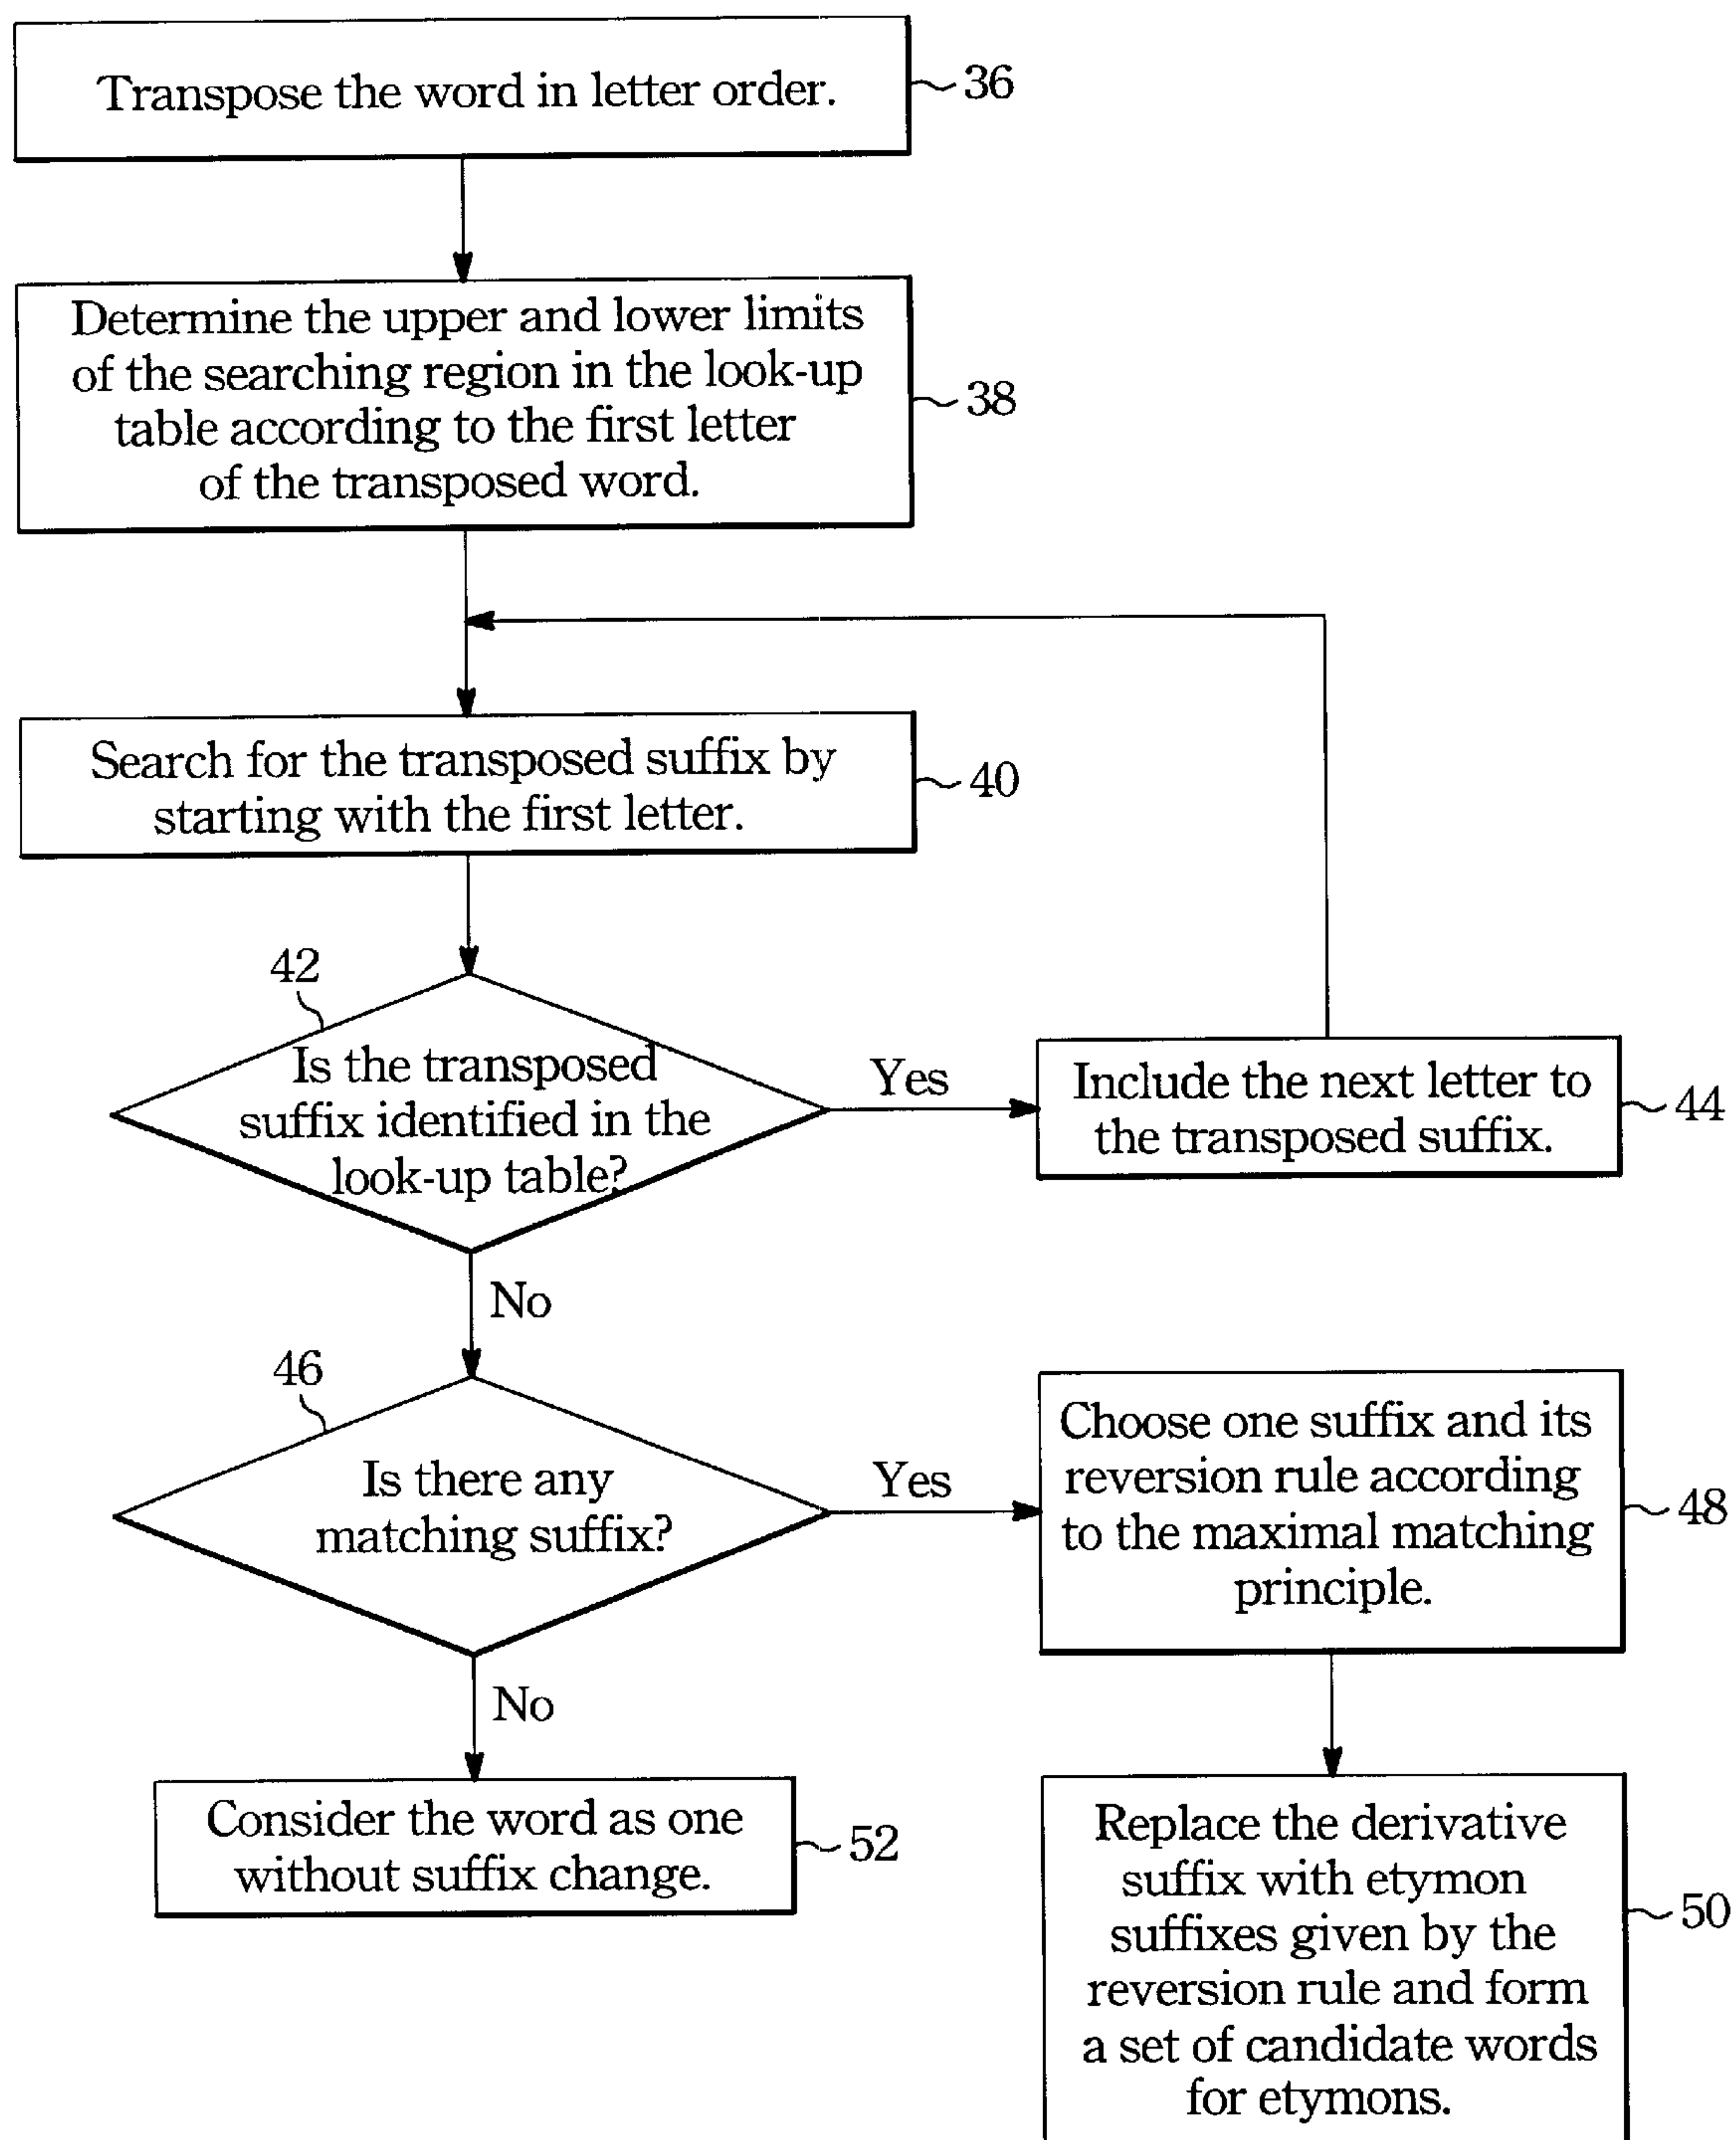 Transpose the word in letter order.
36
Determine the upper and lower limits
of the searching region in the look-up
table according to the first letter
of the transposed word.
38
Search for the transposed suffix by
starting with the first letter.
40
42
Is the transposed
suffix identified in the
look-up table?
Yes
Include the next letter to
the transposed suffix.
44
No
46
Is there any
matching suffix?
Yes
Choose one suffix and its
reversion rule according
to the maximal matching
principle.
48
No
Consider the word as one
without suffix change.
52
Replace the derivative
suffix with etymon
suffixes given by the
reversion rule and form
a set of candidate words
for etymons.
50